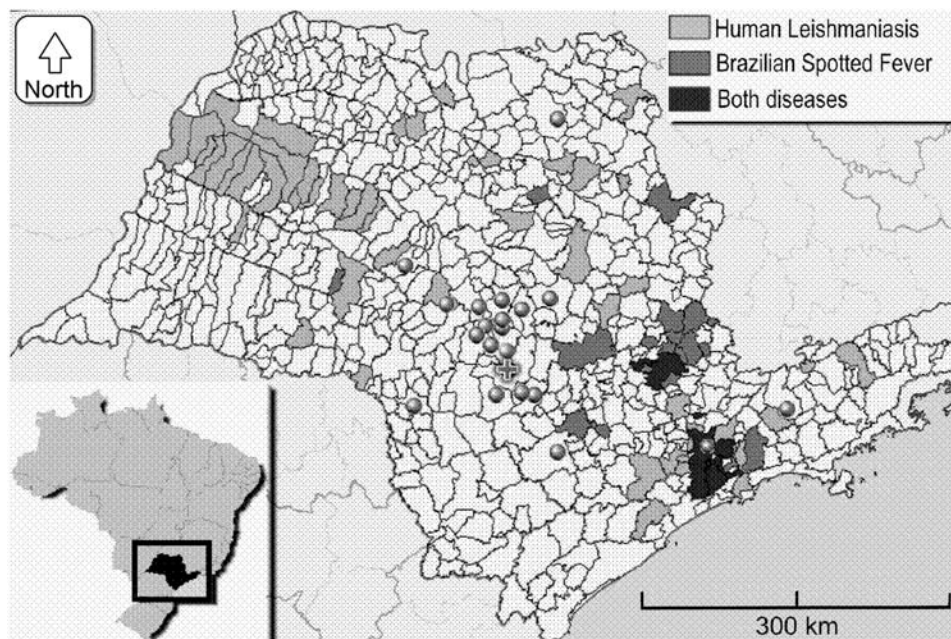 North
Human Leishmaniasis
Brazilian Spotted Fever
Both diseases
300 km